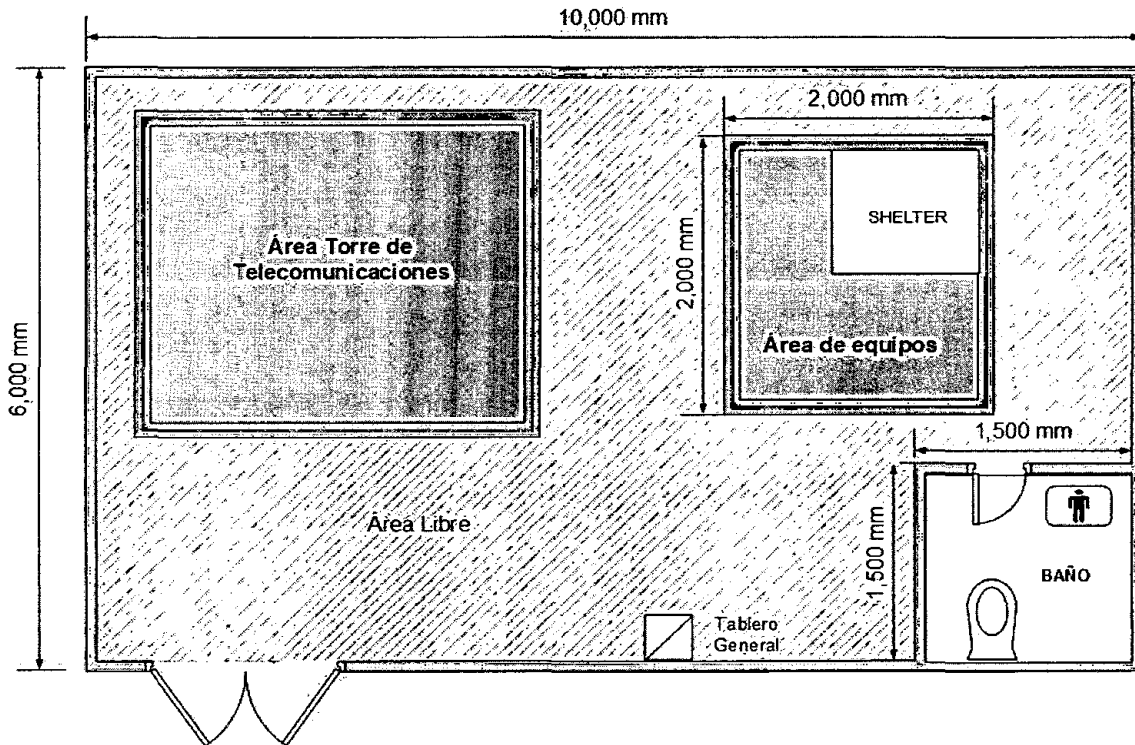 10,000 mm
2,000 mm
SHELTER
Área Torre de
Telecomunicaciones
2,000 mm
6,000 mm
Área de equipos
1,500 mm
Área Libre
1,500 mm
BAÑO
Tablero
General